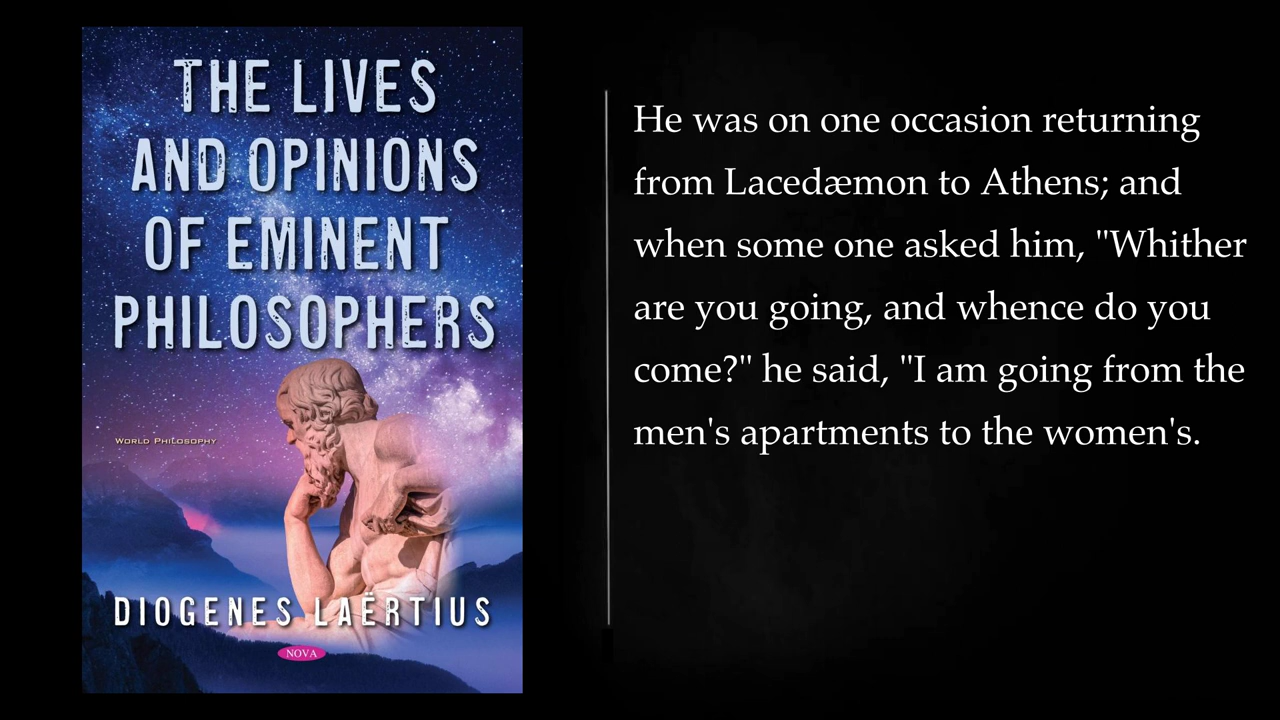 THE LIVES
AND OPINIONS
OF EMINENT
PHILOSOPHERS
WORLD PHILOSOPHY
DIOGENES LAËRTIUS
NOVA
He was on one occasion returning
from Lacedæmon to Athens; and
when some one asked him, "Whither
are you going, and whence do you
come?" he said, "I am going from the
men's apartments to the women's.